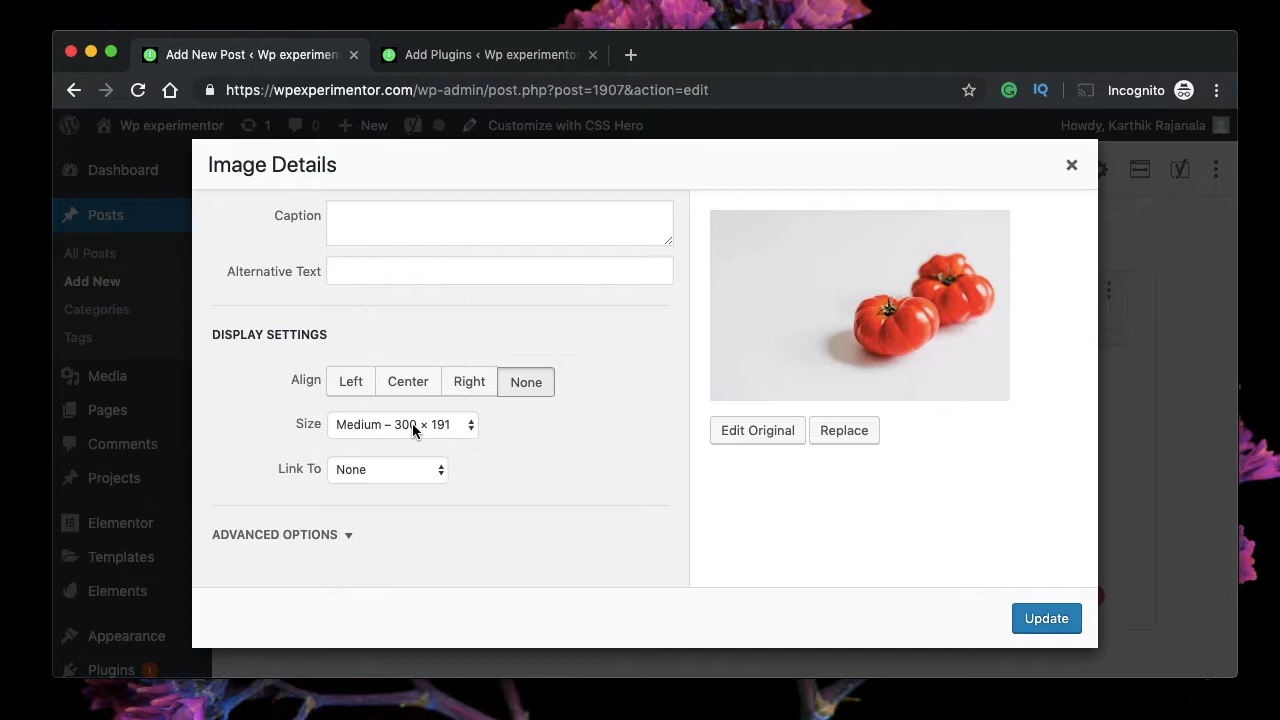 Add New Post ‹ Wp experimen
Add Plugins ‹ Wp experimento
https://wpexperimentor.com/wp-admin/post.php?post=1907&action=edit
IQ
Incognito
Wp experimentor
1
0
New
Customize with CSS Hero
Howdy, Karthik Rajanala
Image Details
Dashboard
Posts
All Posts
Add New
Categories
Tags
Media
Pages
Comments
Projects
Elementor
Templates
Elements
Appearance
Plugins 1
Caption
Alternative Text
DISPLAY SETTINGS
Align Left Center Right None
Size Medium – 300 × 191
Link To None
ADVANCED OPTIONS
Edit Original Replace
Update